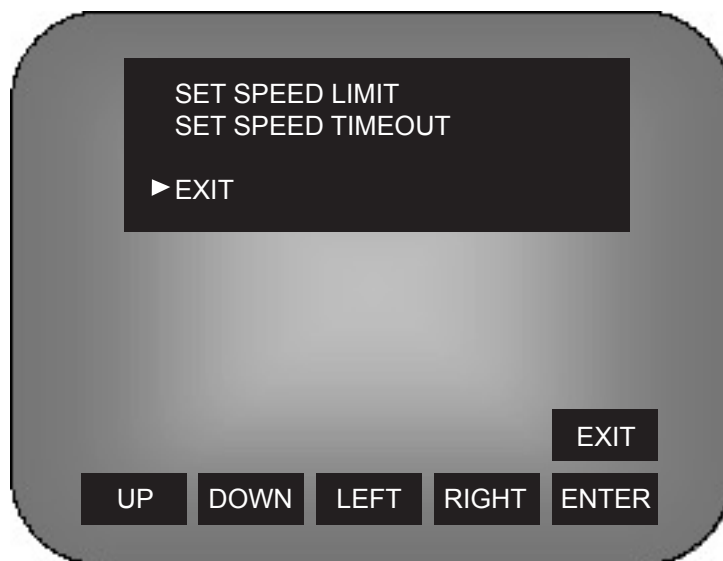 SET SPEED LIMIT
SET SPEED TIMEOUT
►EXIT
EXIT
UP DOWN LEFT RIGHT ENTER